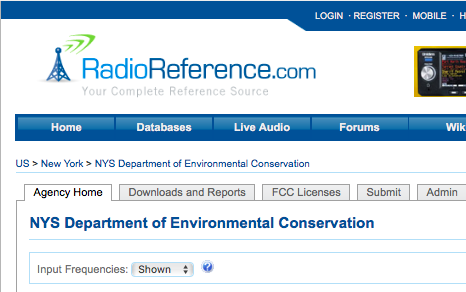 LOGIN · REGISTER · MOBILE · H
RadioReference.com
Your Complete Reference Source
Home Databases Live Audio Forums Wik
US > New York > NYS Department of Environmental Conservation
Agency Home Downloads and Reports FCC Licenses Submit Admin
NYS Department of Environmental Conservation
Input Frequencies: Shown ?